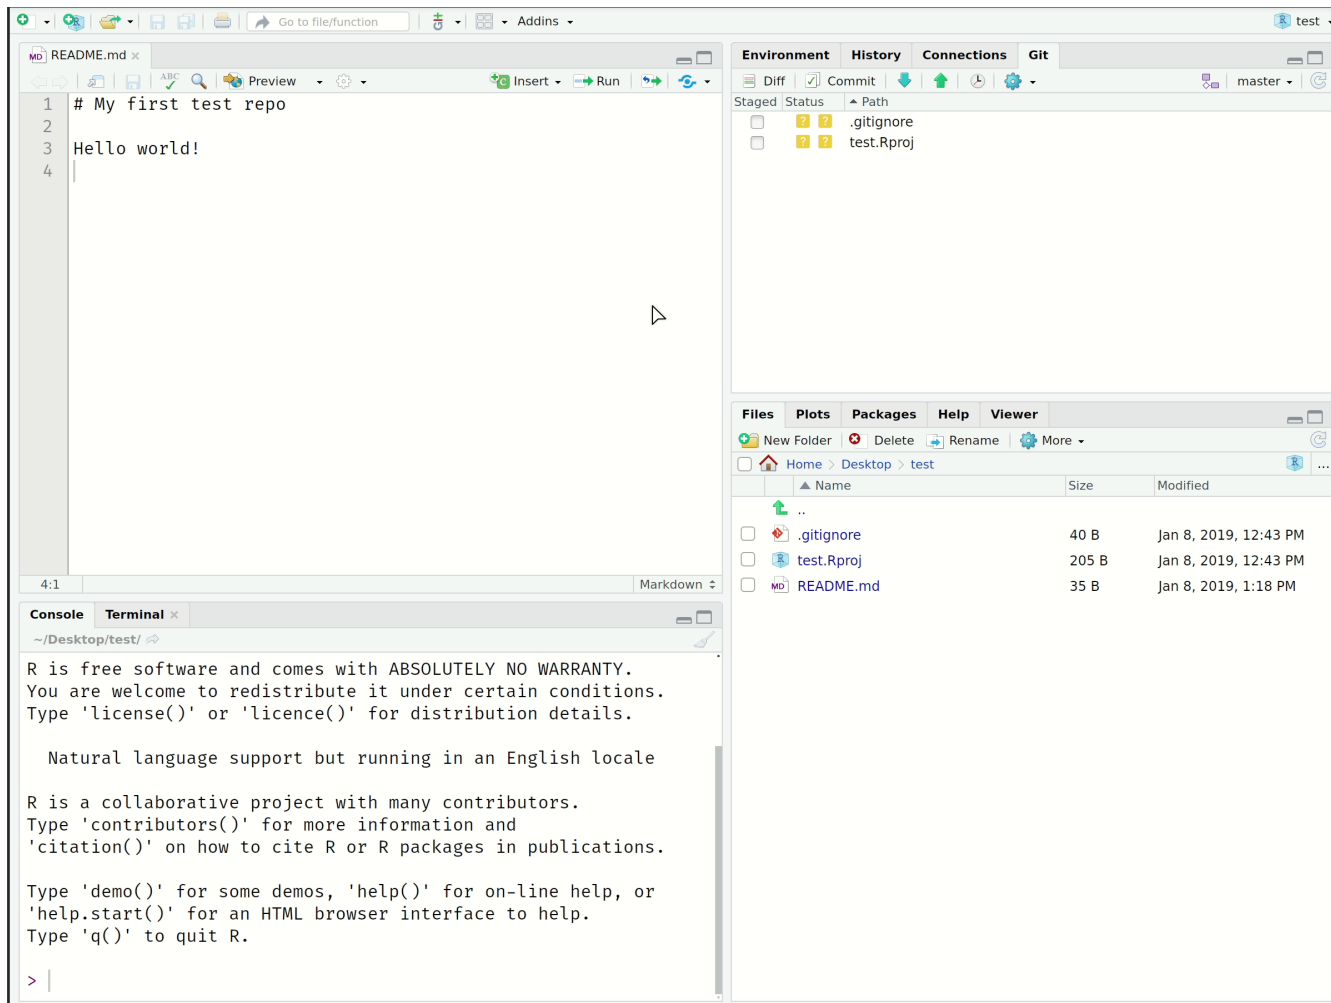 Go to file/function
Addins
test
README.md
ABC
Preview
Insert
Run
1 # My first test repo
2
3 Hello world!
4
4:1
Markdown
Console Terminal
~/Desktop/test/
R is free software and comes with ABSOLUTELY NO WARRANTY.
You are welcome to redistribute it under certain conditions.
Type 'license()' or 'licence()' for distribution details.
Natural language support but running in an English locale
R is a collaborative project with many contributors.
Type 'contributors()' for more information and
'citation()' on how to cite R or R packages in publications.
Type 'demo()' for some demos, 'help()' for on-line help, or
'help.start()' for an HTML browser interface to help.
Type 'q()' to quit R.
>
Environment History Connections Git
Diff Commit master
Staged Status Path
? ? .gitignore
? ? test.Rproj
Files Plots Packages Help Viewer
New Folder Delete Rename More
Home > Desktop > test ...
Name Size Modified
..
.gitignore 40 B Jan 8, 2019, 12:43 PM
test.Rproj 205 B Jan 8, 2019, 12:43 PM
MD README.md 35 B Jan 8, 2019, 1:18 PM